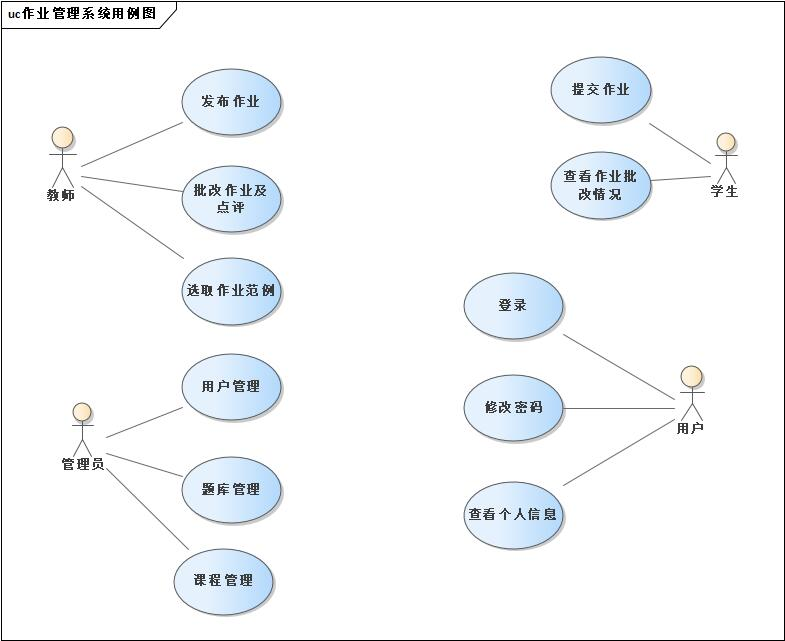 uc作业管理系统用例图
发布作业
批改作业及
点评
选取作业范例
教师
提交作业
查看作业批
改情况
学生
登录
修改密码
查看个人信息
用户
用户管理
题库管理
课程管理
管理员